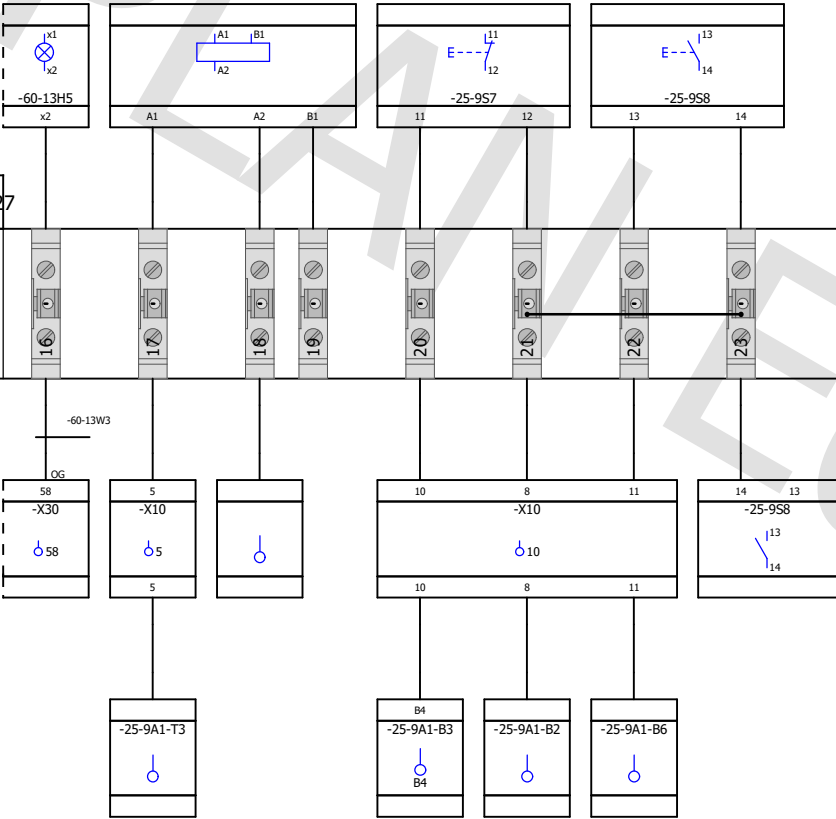 x1
A1 B1
11
13
x2
A2
12
14
-60-13H5
-25-9S7
-25-9S8
x2 A1 A2 B1 11 12 13 14
27
16 17 18 19 20 21 22 23
-60-13W3
OG
58 5 10 8 11 14 13
-X30 -X10 -X10 -25-9S8
13
58 5 10
14
5 10 8 11
B4
-25-9A1-T3 -25-9A1-B3 -25-9A1-B2 -25-9A1-B6
B4